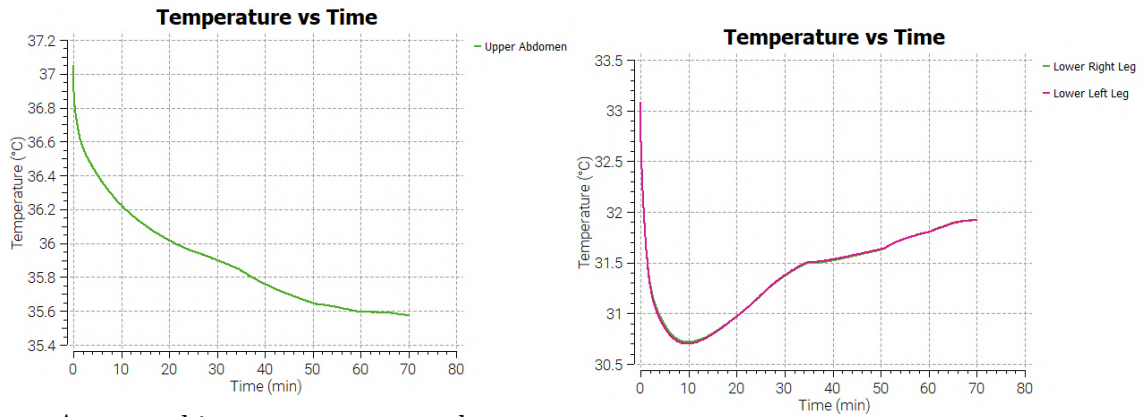 Temperature vs Time
Upper Abdomen
37.2
37
36.8
36.6
36.4
36.2
36
35.8
35.6
35.4
Temperature (°C)
0 10 20 30 40 50 60 70 80
Time (min)
Temperature vs Time
Lower Right Leg
Lower Left Leg
33.5
33
32.5
32
31.5
31
30.5
Temperature (°C)
0 10 20 30 40 50 60 70 80
Time (min)